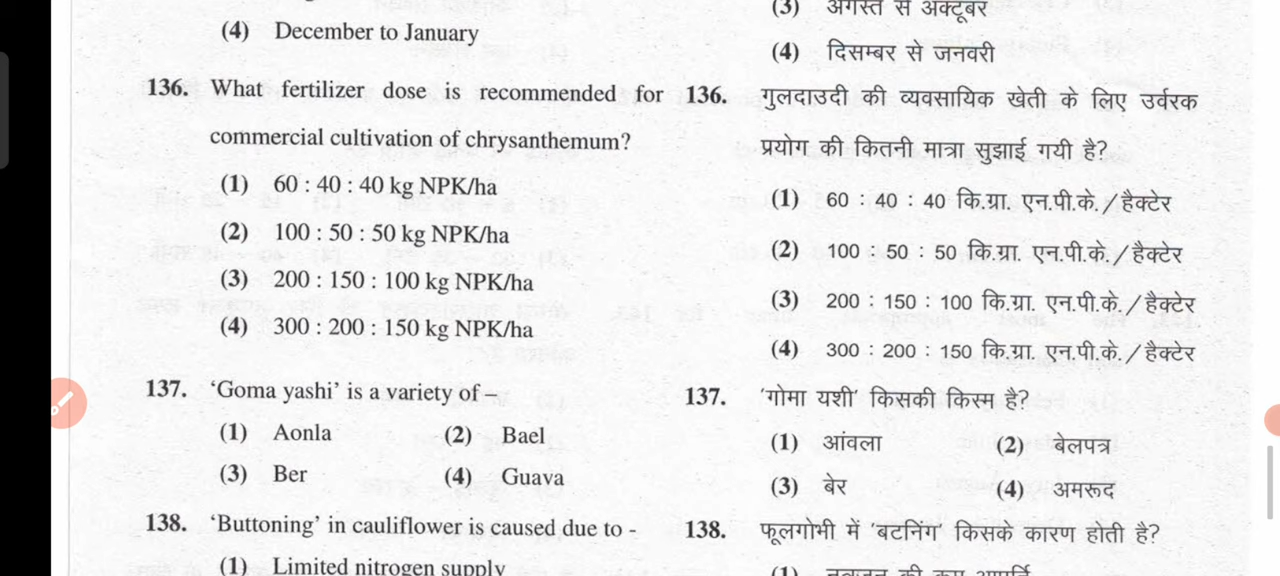 (4) December to January
136. What fertilizer dose is recommended for
commercial cultivation of chrysanthemum?
(1) 60 : 40 : 40 kg NPK/ha
(2) 100 : 50 : 50 kg NPK/ha
(3) 200 : 150 : 100 kg NPK/ha
(4) 300 : 200 : 150 kg NPK/ha
137. ‘Goma yashi’ is a variety of –
(1) Aonla (2) Bael
(3) Ber (4) Guava
138. ‘Buttoning’ in cauliflower is caused due to -
(1) Limited nitrogen supply
(3) अगस्त से अक्टूबर
(4) दिसम्बर से जनवरी
136. गुलदाउदी की व्यवसायिक खेती के लिए उर्वरक
प्रयोग की कितनी मात्रा सुझाई गयी है?
(1) 60 : 40 : 40 कि.ग्रा. एन.पी.के./हैक्टेर
(2) 100 : 50 : 50 कि.ग्रा. एन.पी.के./हैक्टेर
(3) 200 : 150 : 100 कि.ग्रा. एन.पी.के./हैक्टेर
(4) 300 : 200 : 150 कि.ग्रा. एन.पी.के./हैक्टेर
137. ‘गोमा यशी’ किसकी किस्म है?
(1) आंवला (2) बेलपत्र
(3) बेर (4) अमरूद
138. फूलगोभी में ‘बटनिंग’ किसके कारण होती है?
(1)